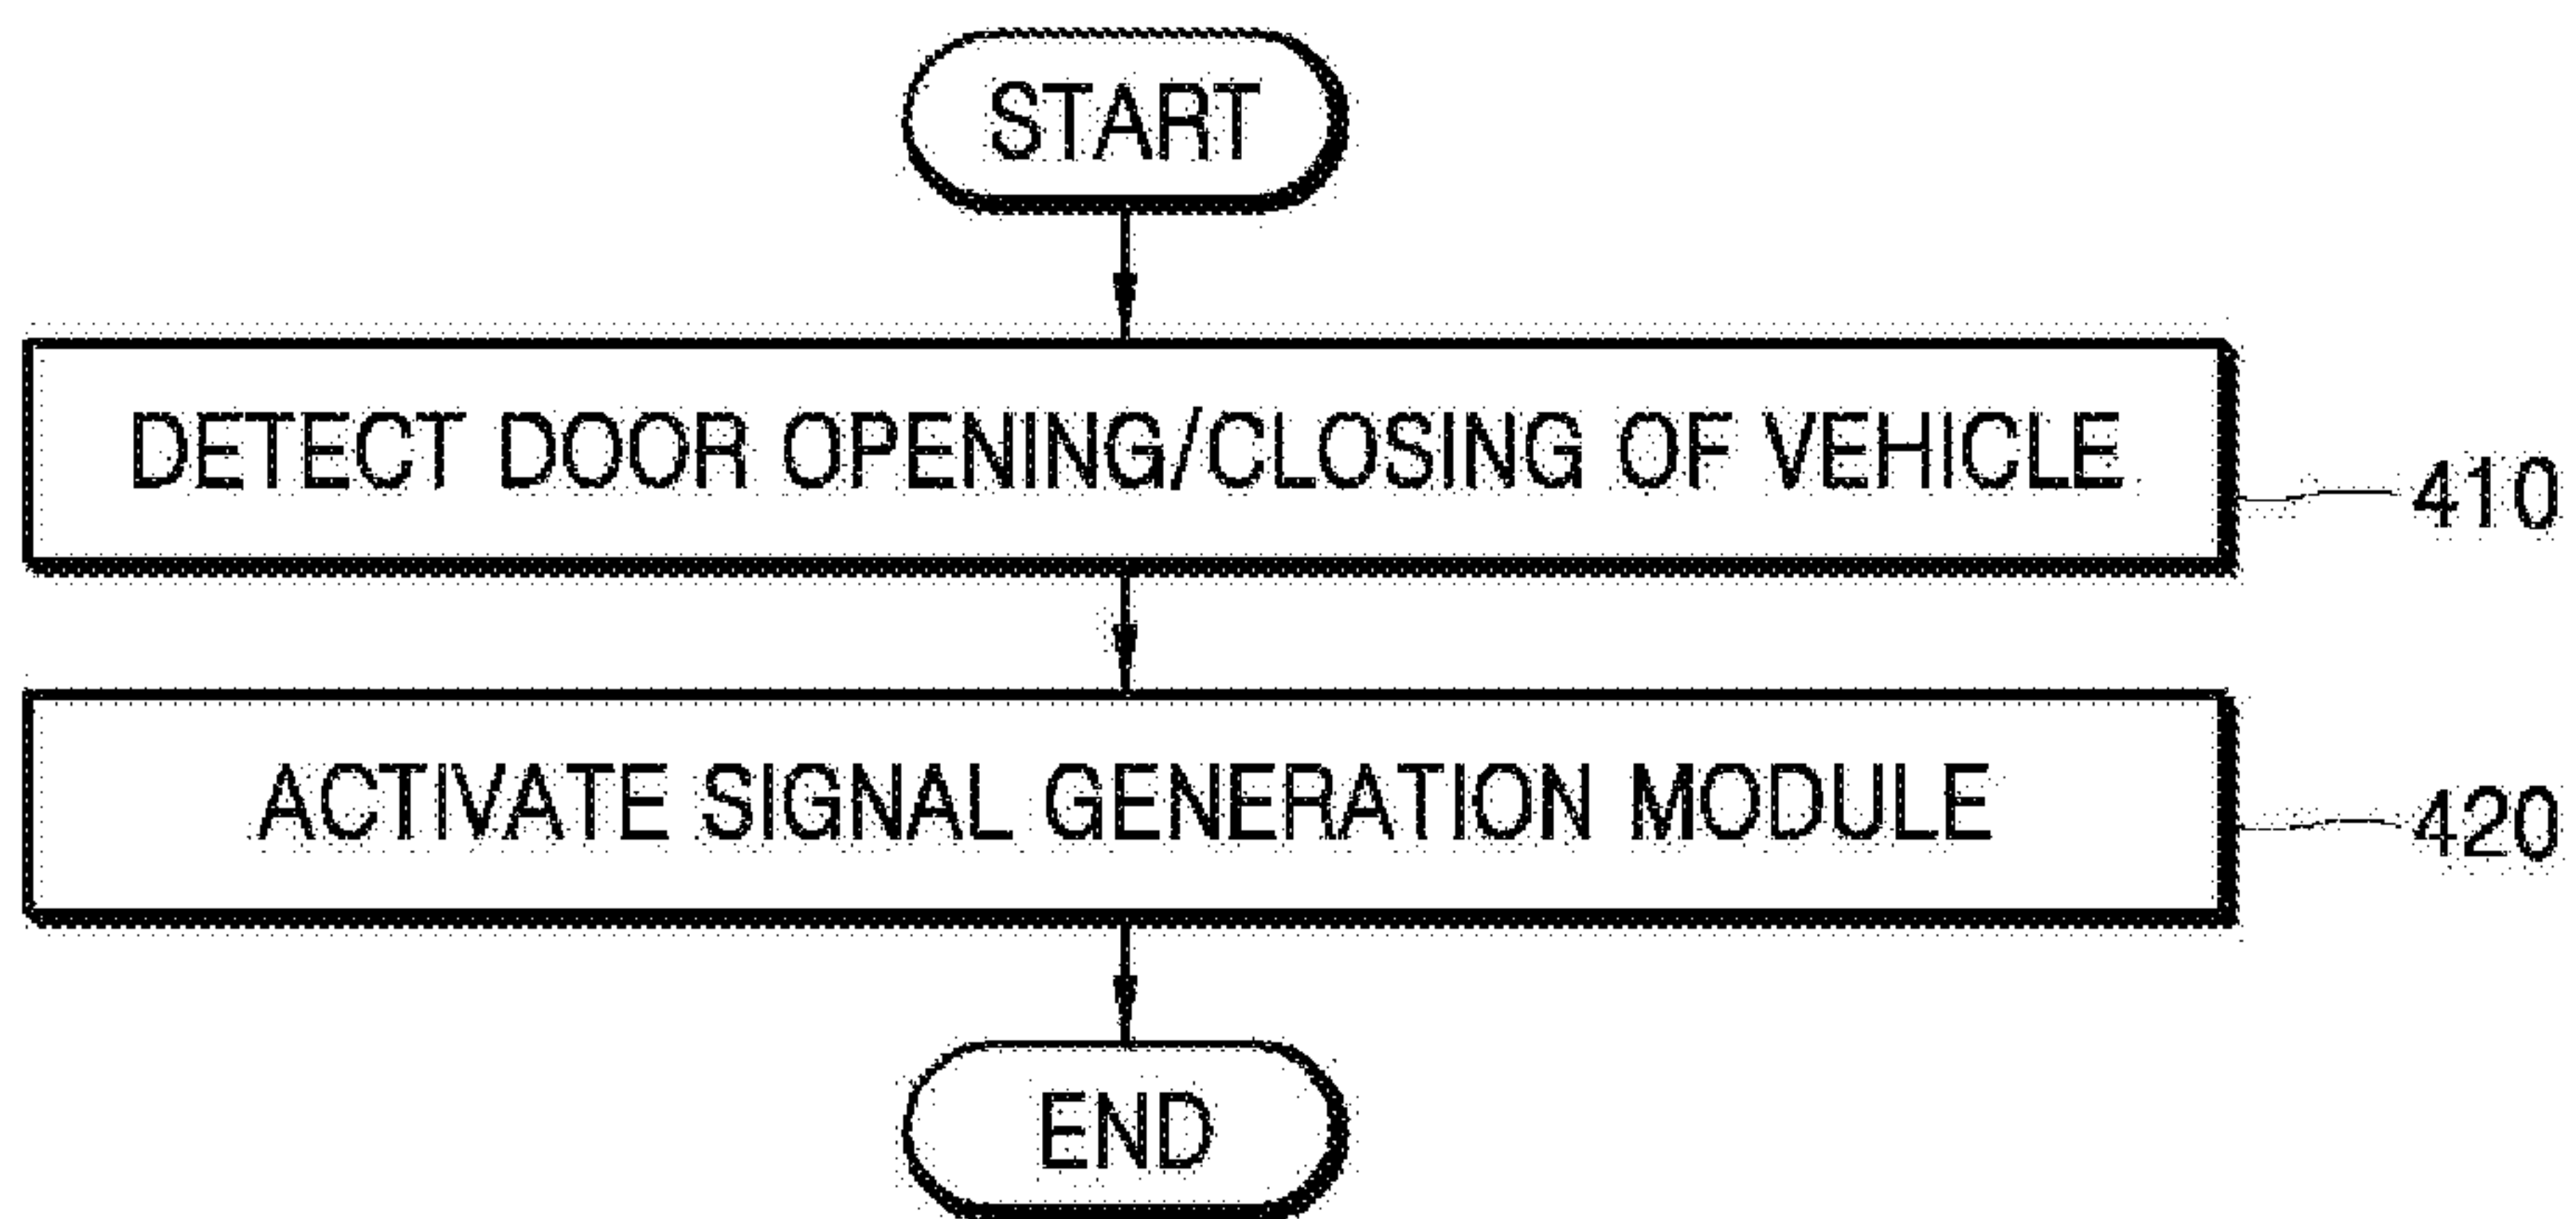 START
DETECT DOOR OPENING/CLOSING OF VEHICLE
410
ACTIVATE SIGNAL GENERATION MODULE
420
END